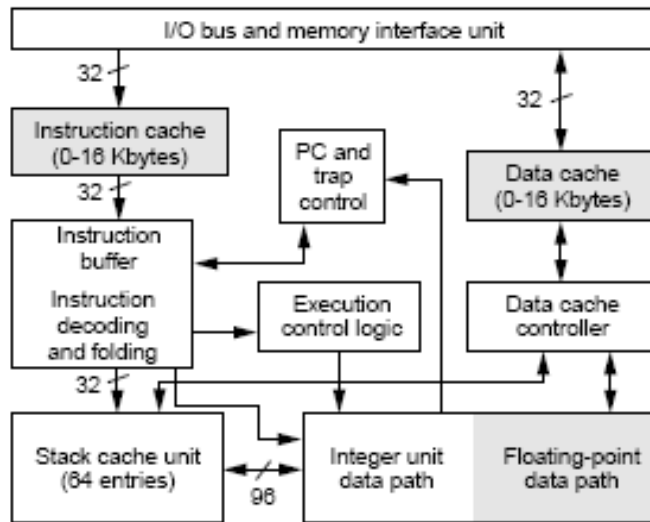 I/O bus and memory interface unit
32
32
Instruction cache
(0-16 Kbytes)
PC and
trap
control
Data cache
(0-16 Kbytes)
32
Instruction
buffer
Instruction
decoding
and folding
Execution
control logic
Data cache
controller
32
Stack cache unit
(64 entries)
96
Integer unit
data path
Floating-point
data path